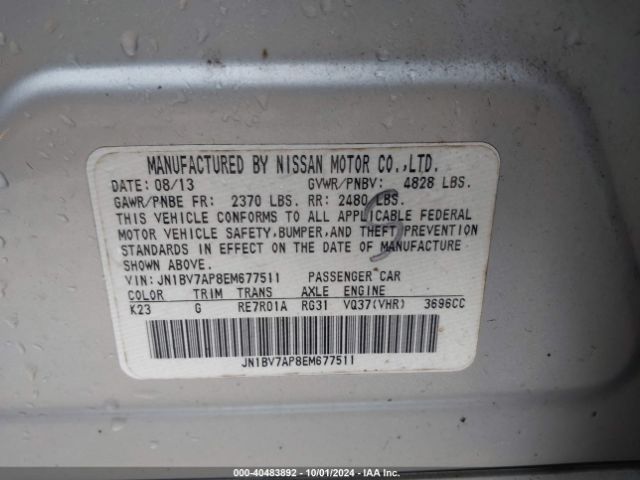 MANUFACTURED BY NISSAN MOTOR CO.,LTD.
DATE: 08/13 GVWR/PNBV: 4828 LBS.
GAWR/PNBE FR: 2370 LBS. RR: 2480 LBS.
THIS VEHICLE CONFORMS TO ALL APPLICABLE FEDERAL
MOTOR VEHICLE SAFETY,BUMPER,AND THEFT PREVENTION
STANDARDS IN EFFECT ON THE DATE OF MANUFACTURE
SHOWN ABOVE.
VIN: JN1BV7AP8EM677511 PASSENGER CAR
COLOR TRIM TRANS AXLE ENGINE
K23 G RE7R01A RG31 VQ37(VHR) 3696CC
JN1BV7AP8EM677511
000-40483892 - 10/01/2024 - IAA Inc.